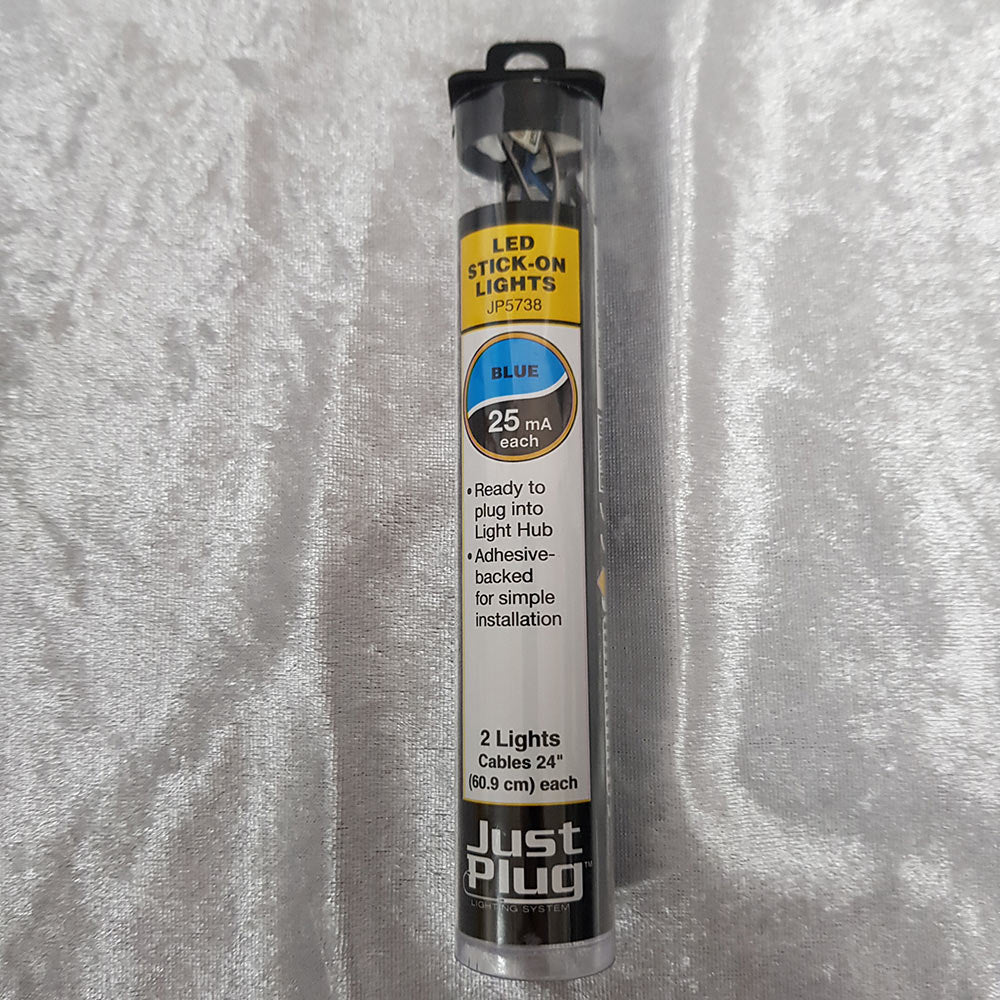 LED
STICK-ON
LIGHTS
JP5738
BLUE
25 mA
each
• Ready to
plug into
Light Hub
• Adhesive-
backed
for simple
installation
2 Lights
Cables 24"
(60.9 cm) each
Just
Plug™
LIGHTING SYSTEM